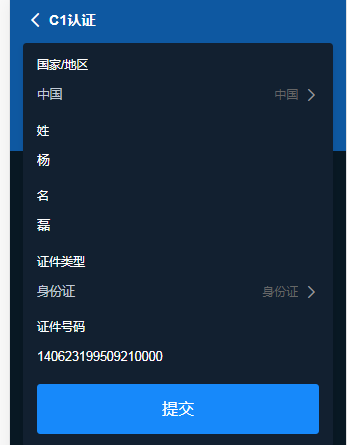 C1认证
国家/地区
中国 中国
姓
杨
名
磊
证件类型
身份证 身份证
证件号码
140623199509210000
提交